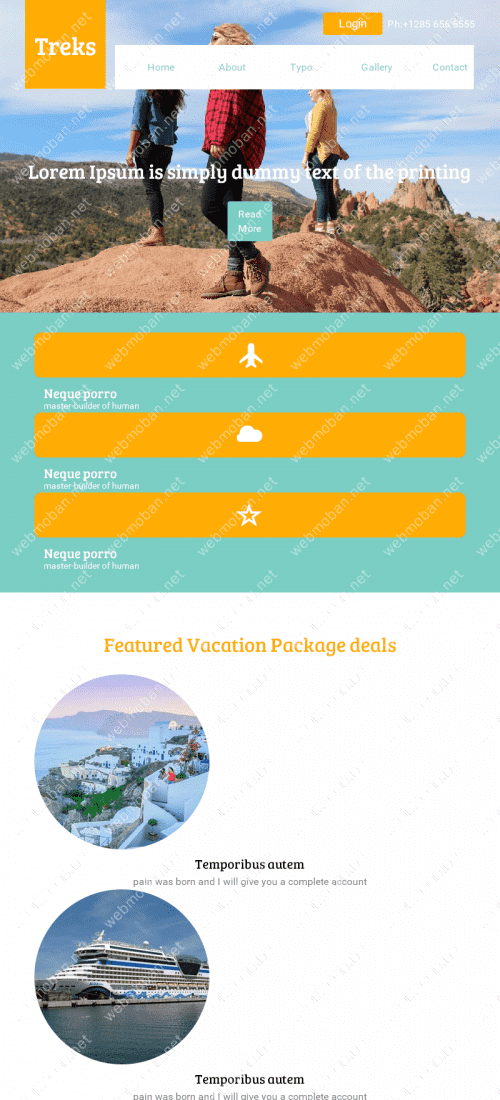 Treks
Login
Ph:+1285 656 5555
Home About Typo.. Gallery Contact
Lorem Ipsum is simply dummy text of the printing
Read
More
Neque porro
master-builder of human
Neque porro
master-builder of human
Neque porro
master-builder of human
Featured Vacation Package deals
Temporibus autem
pain was born and I will give you a complete account
Temporibus autem
pain was born and I will give you a complete account
webmoban.net